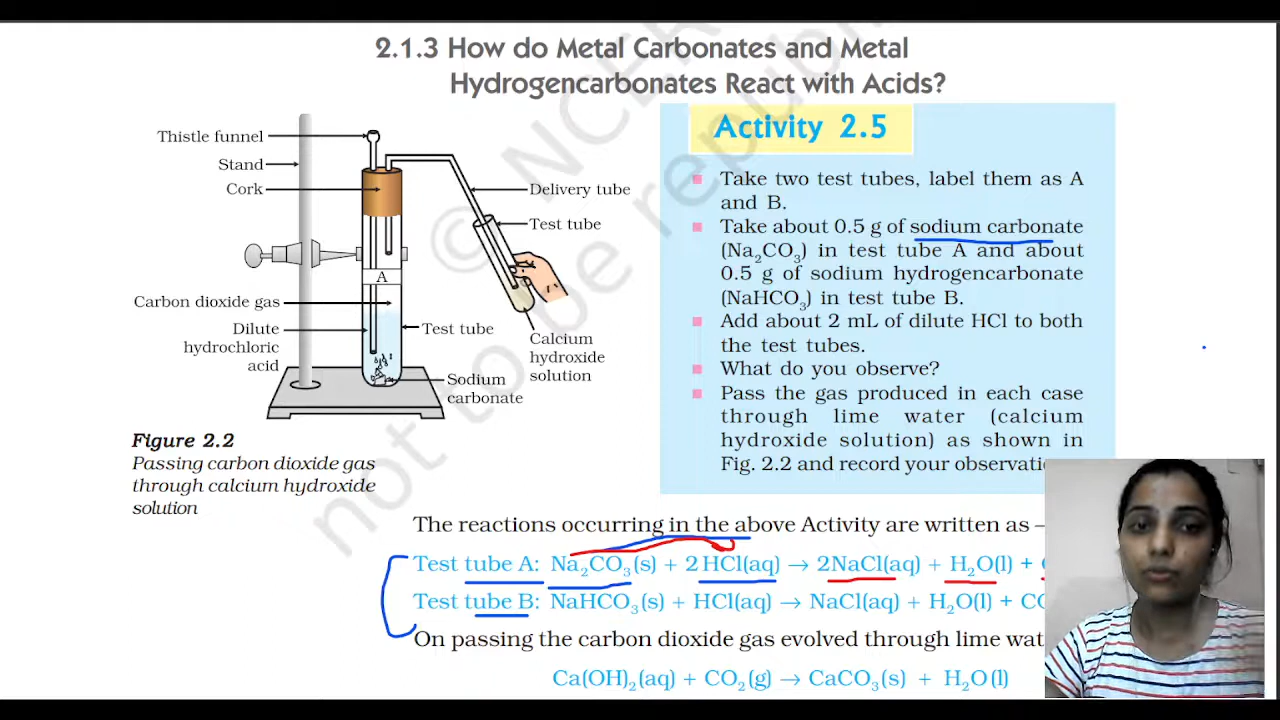 2.1.3 How do Metal Carbonates and Metal
Hydrogencarbonates React with Acids?
Thistle funnel
Stand
Cork
Delivery tube
Test tube
A
Carbon dioxide gas
Dilute
hydrochloric
acid
Test tube
Calcium
hydroxide
solution
Sodium
carbonate
Figure 2.2
Passing carbon dioxide gas
through calcium hydroxide
solution
Activity 2.5
Take two test tubes, label them as A
and B.
Take about 0.5 g of sodium carbonate
(Na₂CO₃) in test tube A and about
0.5 g of sodium hydrogencarbonate
(NaHCO₃) in test tube B.
Add about 2 mL of dilute HCl to both
the test tubes.
What do you observe?
Pass the gas produced in each case
through lime water (calcium
hydroxide solution) as shown in
Fig. 2.2 and record your
The reactions occurring in the above Activity are written as –
Test tube A: Na₂CO₃(s) + 2HCl(aq) → 2NaCl(aq) + H₂O(l) +
Test tube B: NaHCO₃(s) + HCl(aq) → NaCl(aq) + H₂O(l) + CO
On passing the carbon dioxide gas evolved through lime
Ca(OH)₂(aq) + CO₂(g) → CaCO₃(s) + H₂O(l)
© NCER
not to be republ